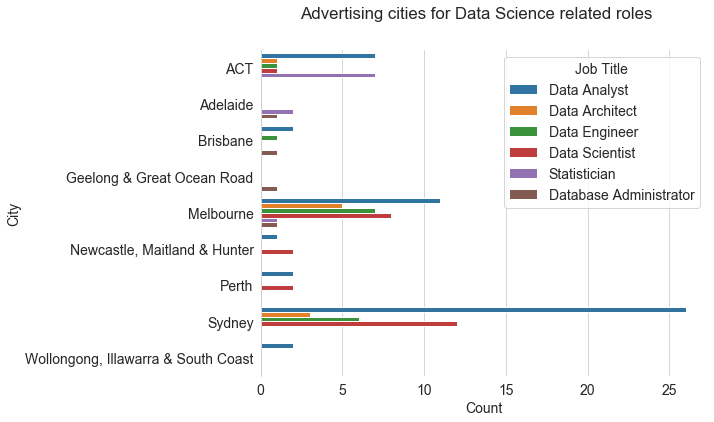 Advertising cities for Data Science related roles
Job Title
Data Analyst
Data Architect
Data Engineer
Data Scientist
Statistician
Database Administrator
City
ACT
Adelaide
Brisbane
Geelong & Great Ocean Road
Melbourne
Newcastle, Maitland & Hunter
Perth
Sydney
Wollongong, Illawarra & South Coast
0 5 10 15 20 25
Count